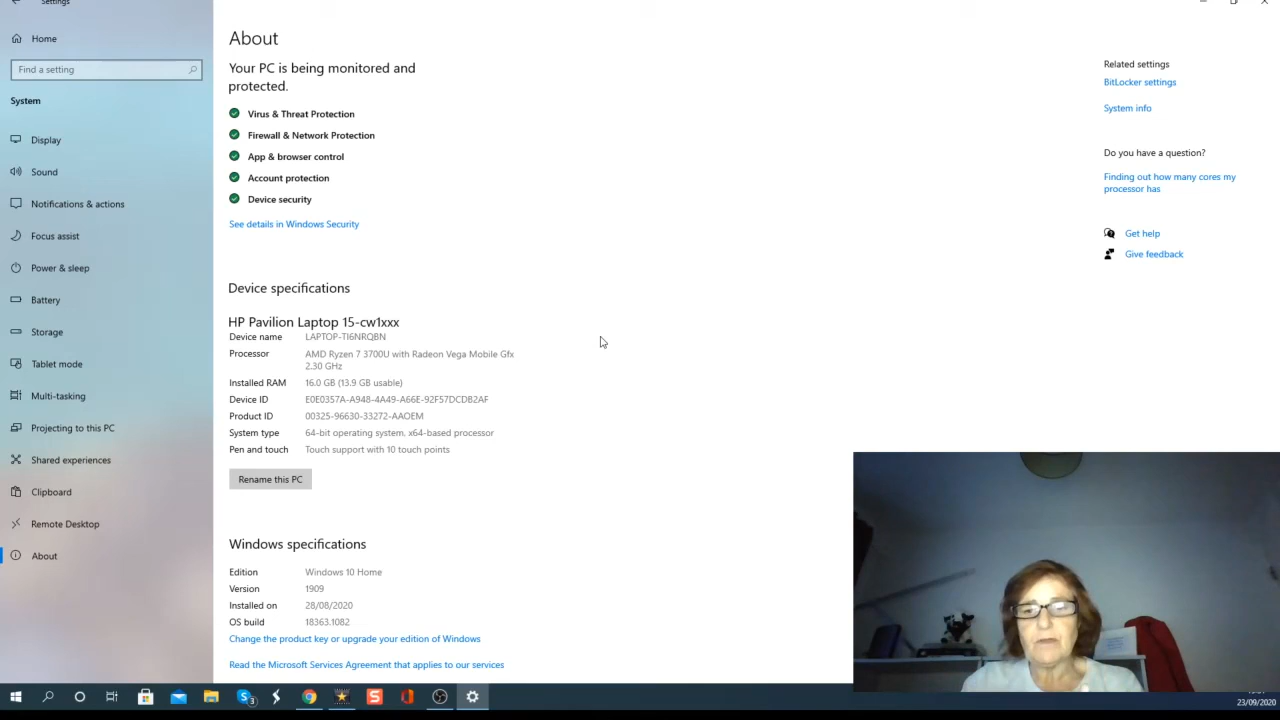 Settings
Home
Find a setting
System
Display
Sound
Notifications & actions
Focus assist
Power & sleep
Battery
Storage
Tablet mode
Multi-tasking
Projecting to this PC
Shared experiences
Clipboard
Remote Desktop
About
About
Your PC is being monitored and
protected.
Virus & Threat Protection
Firewall & Network Protection
App & browser control
Account protection
Device security
See details in Windows Security
Device specifications
HP Pavilion Laptop 15-cw1xxx
Device name LAPTOP-TI6NRQBN
Processor AMD Ryzen 7 3700U with Radeon Vega Mobile Gfx
2.30 GHz
Installed RAM 16.0 GB (13.9 GB usable)
Device ID E0E0357A-A948-4A49-A66E-92F57DCDB2AF
Product ID 00325-96630-33272-AAOEM
System type 64-bit operating system, x64-based processor
Pen and touch Touch support with 10 touch points
Rename this PC
Windows specifications
Edition Windows 10 Home
Version 1909
Installed on 28/08/2020
OS build 18363.1082
Change the product key or upgrade your edition of Windows
Read the Microsoft Services Agreement that applies to our services
Related settings
BitLocker settings
System info
Do you have a question?
Finding out how many cores my
processor has
Get help
Give feedback
3
S
23/09/2020